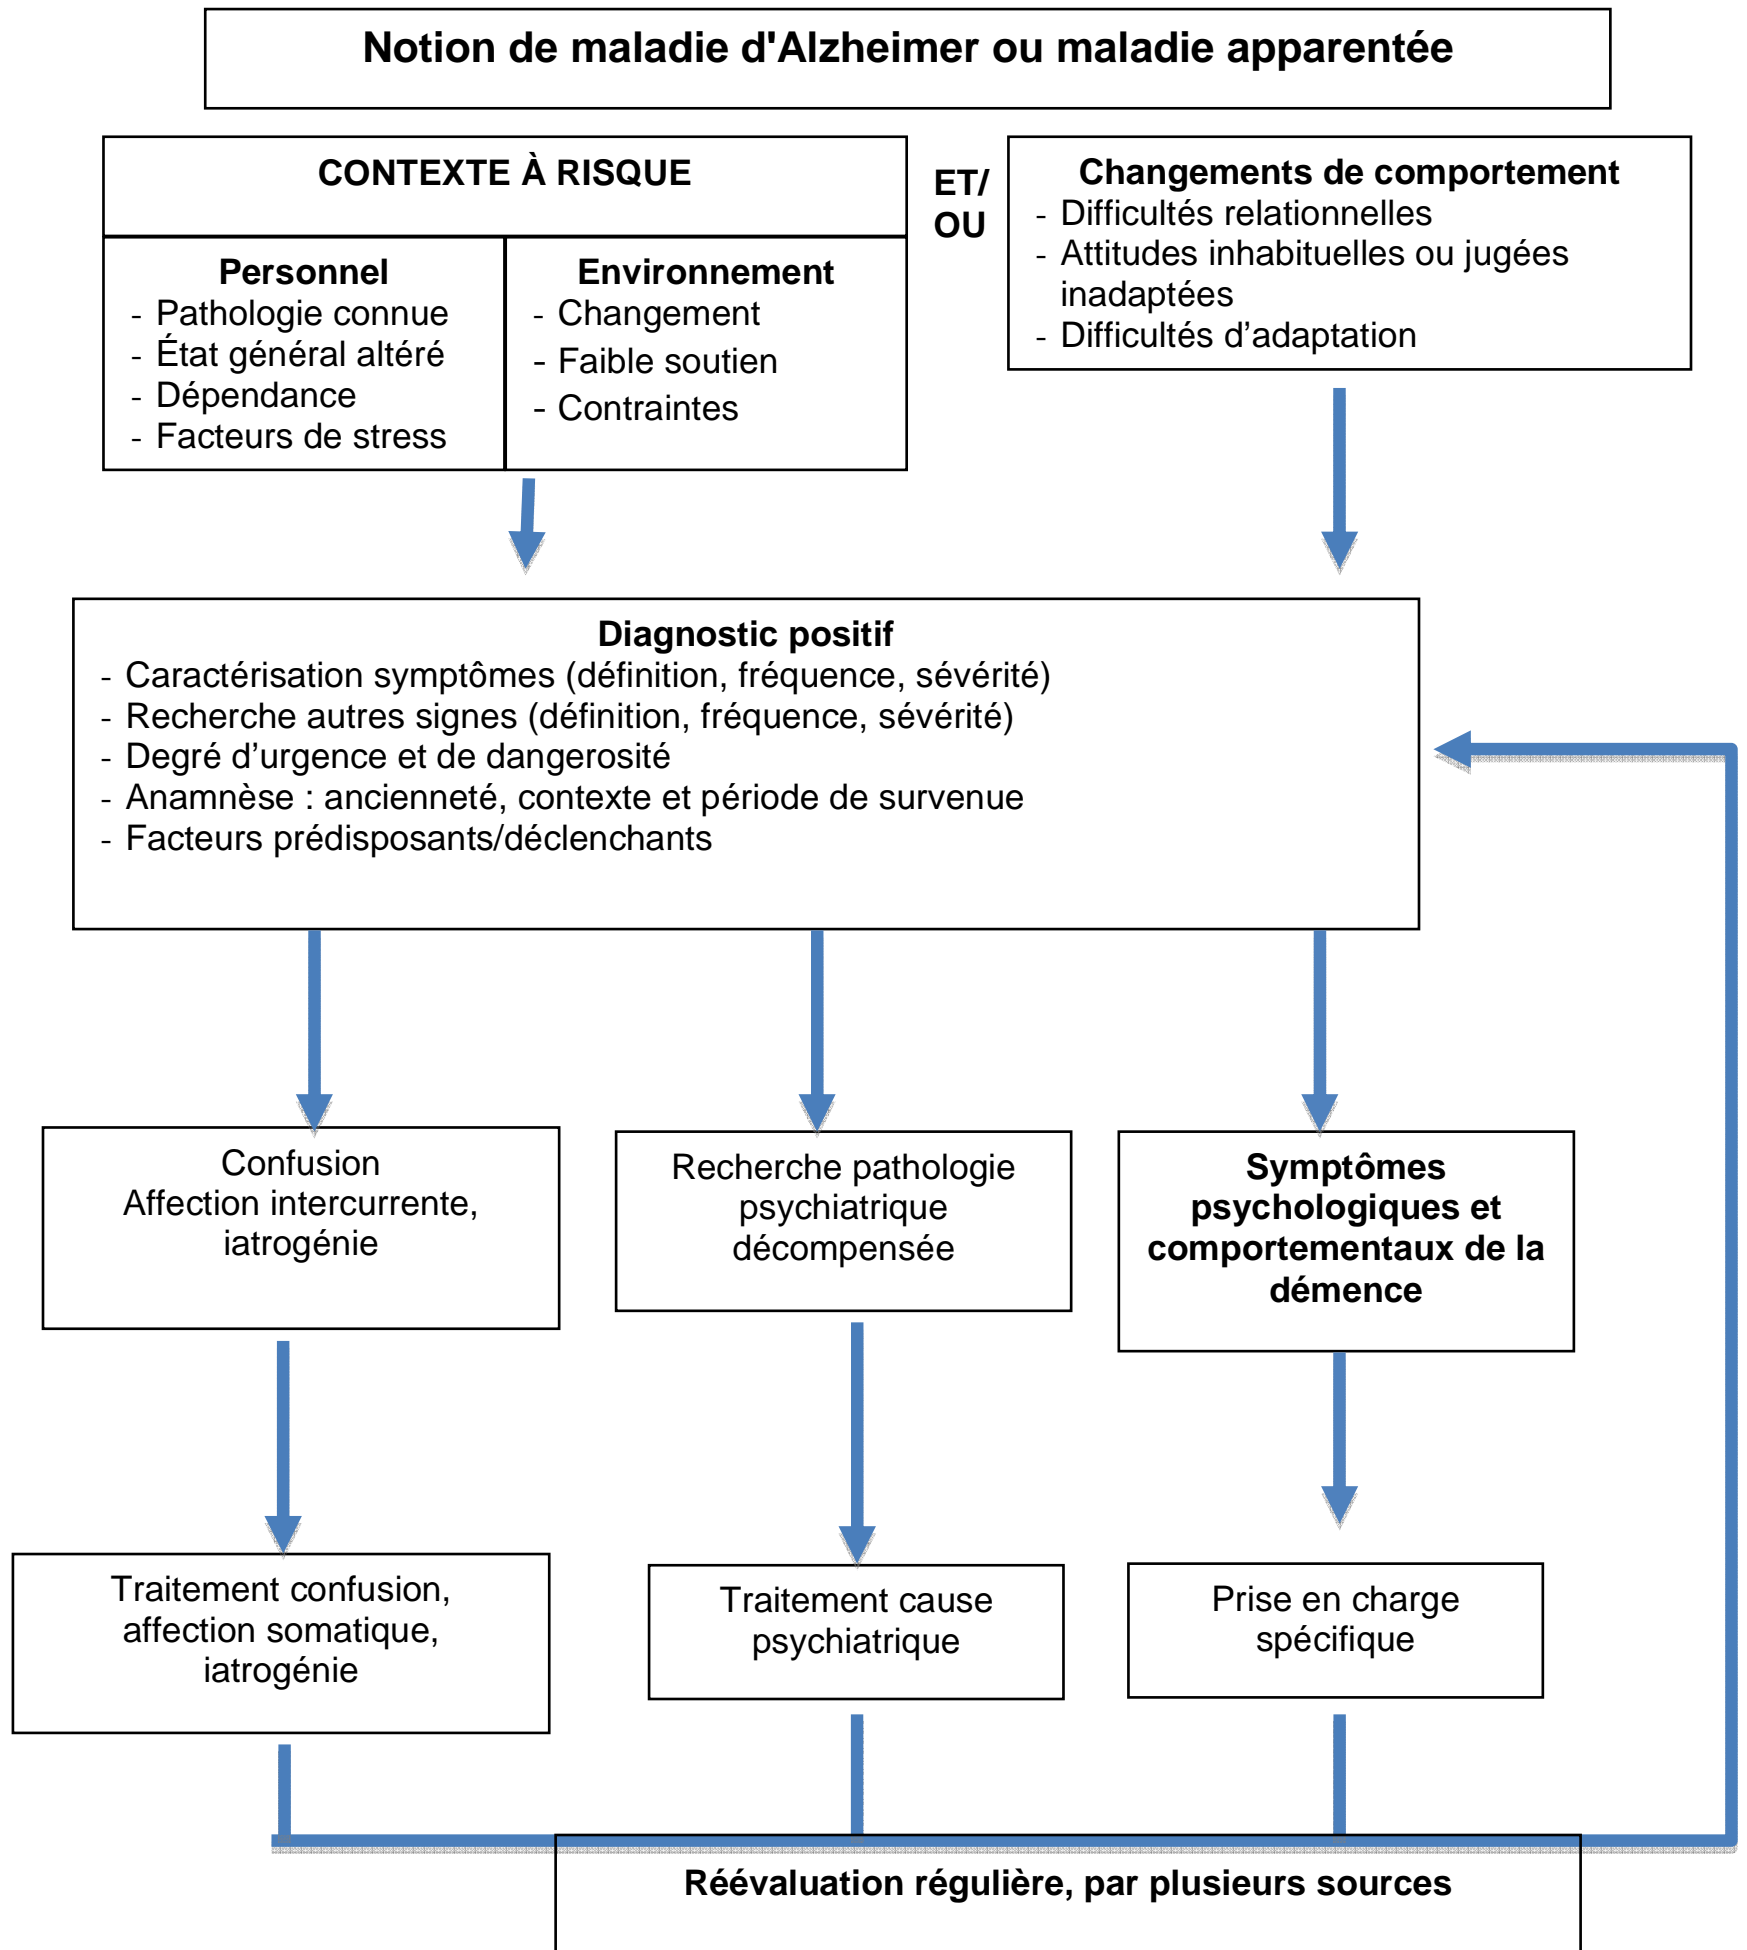 Notion de maladie d'Alzheimer ou maladie apparentée
CONTEXTE À RISQUE
Personnel
- Pathologie connue
- État général altéré
- Dépendance
- Facteurs de stress
Environnement
- Changement
- Faible soutien
- Contraintes
ET/
OU
Changements de comportement
- Difficultés relationnelles
- Attitudes inhabituelles ou jugées
inadaptées
- Difficultés d’adaptation
Diagnostic positif
- Caractérisation symptômes (définition, fréquence, sévérité)
- Recherche autres signes (définition, fréquence, sévérité)
- Degré d’urgence et de dangerosité
- Anamnèse : ancienneté, contexte et période de survenue
- Facteurs prédisposants/déclenchants
Confusion
Affection intercurrente,
iatrogénie
Recherche pathologie
psychiatrique
décompensée
Symptômes
psychologiques et
comportementaux de la
démence
Traitement confusion,
affection somatique,
iatrogénie
Traitement cause
psychiatrique
Prise en charge
spécifique
Réévaluation régulière, par plusieurs sources